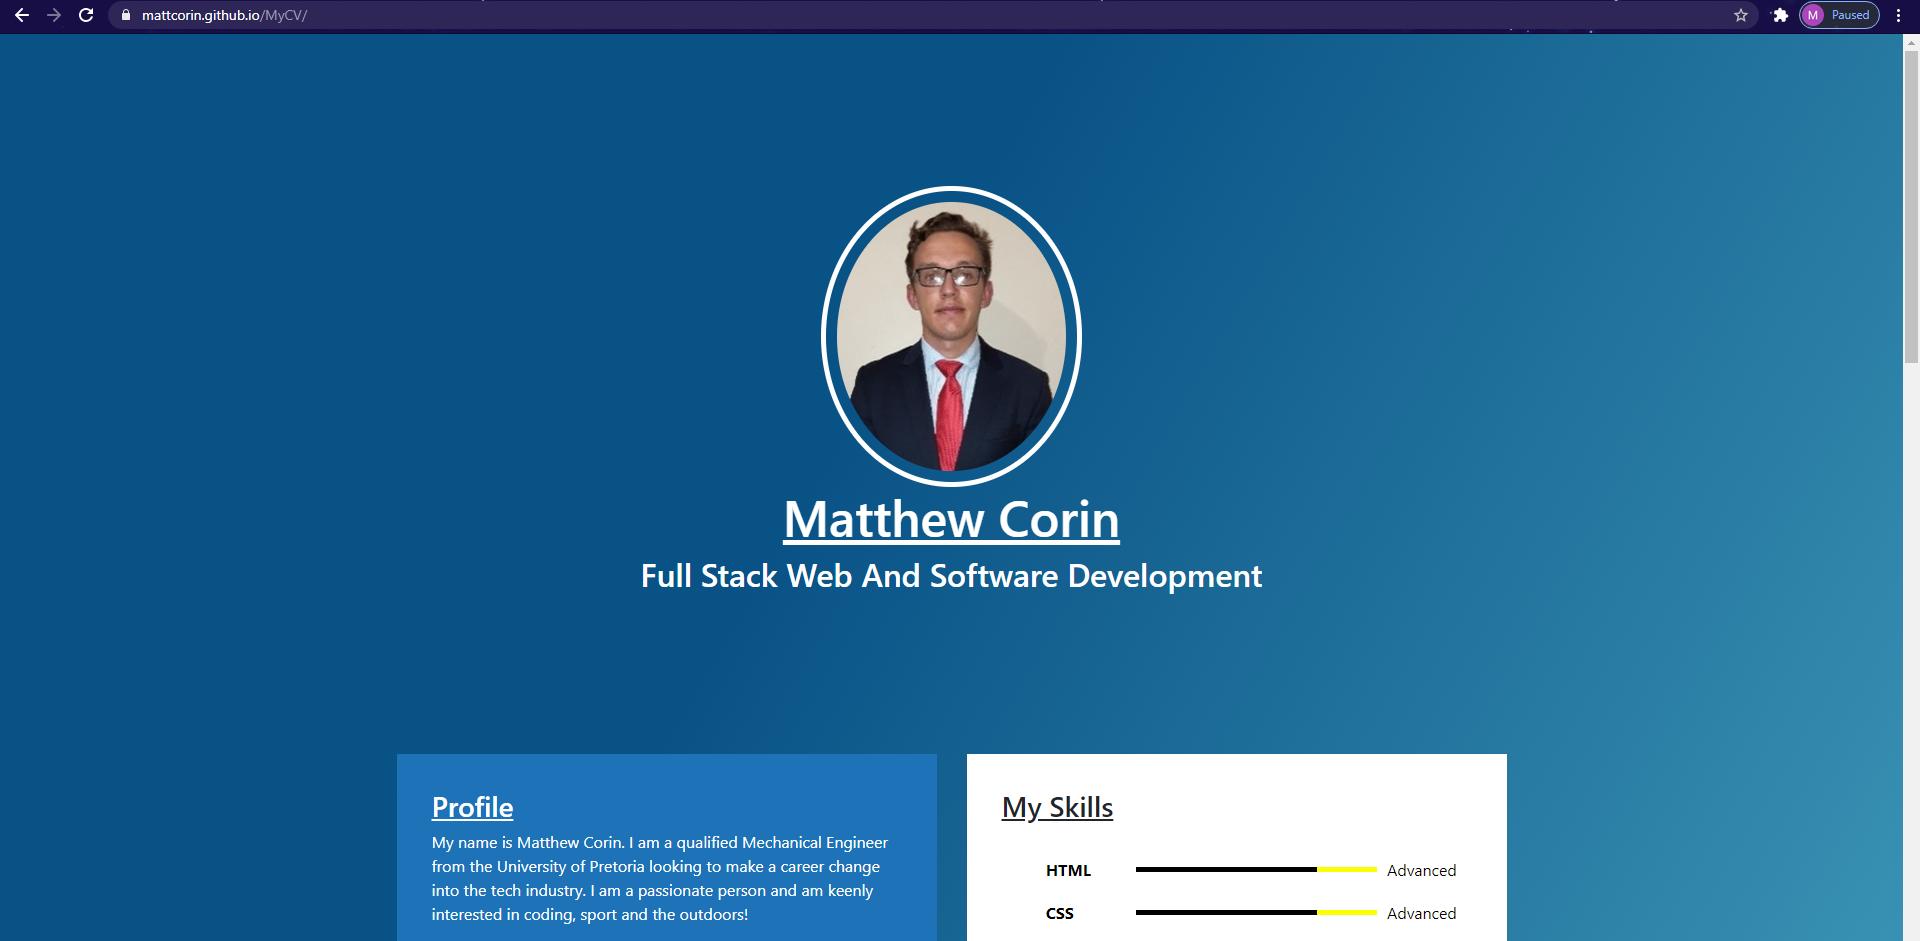 mattcorin.github.io/MyCV/
M Paused
Matthew Corin
Full Stack Web And Software Development
Profile
My name is Matthew Corin. I am a qualified Mechanical Engineer
from the University of Pretoria looking to make a career change
into the tech industry. I am a passionate person and am keenly
interested in coding, sport and the outdoors!
My Skills
HTML Advanced
CSS Advanced